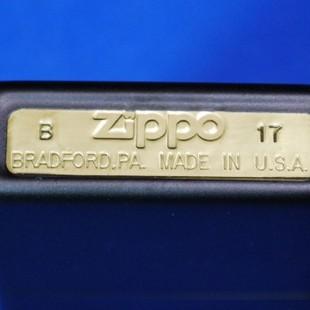 B Zippo 17
BRADFORD, PA. MADE IN U.S.A.